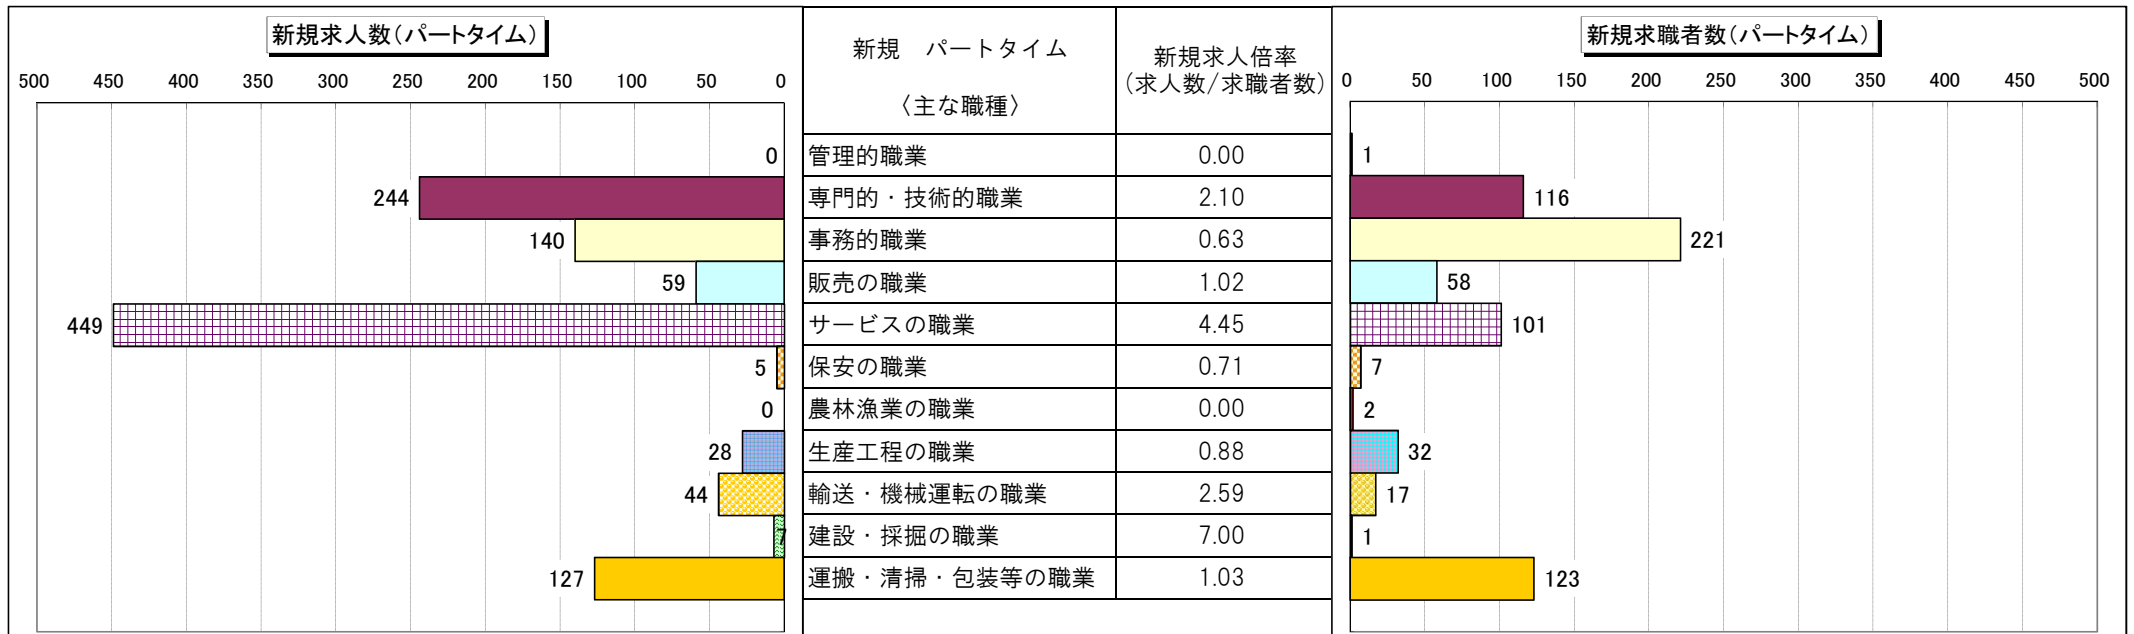 新規求人数（パートタイム）
500 450 400 350 300 250 200 150 100 50 0
新規　パートタイム
〈主な職種〉
新規求人倍率
（求人数/求職者数）
新規求職者数（パートタイム）
0 50 100 150 200 250 300 350 400 450 500
0 管理的職業 0.00 1
244 専門的・技術的職業 2.10 116
140 事務的職業 0.63 221
59 販売の職業 1.02 58
449 サービスの職業 4.45 101
5 保安の職業 0.71 7
0 農林漁業の職業 0.00 2
28 生産工程の職業 0.88 32
44 輸送・機械運転の職業 2.59 17
7 建設・採掘の職業 7.00 1
127 運搬・清掃・包装等の職業 1.03 123